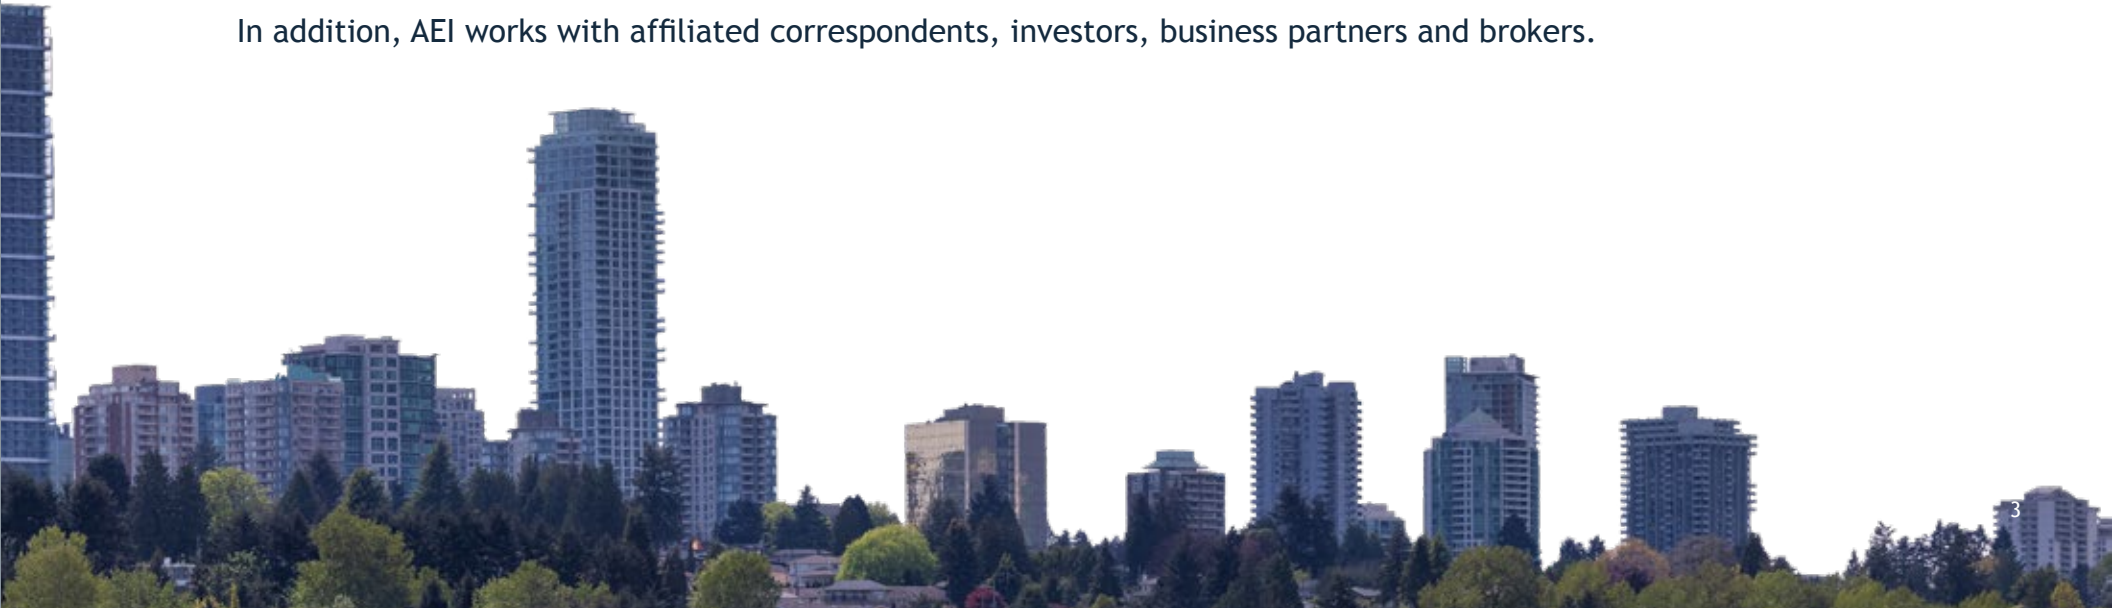 In addition, AEI works with affiliated correspondents, investors, business partners and brokers.
3